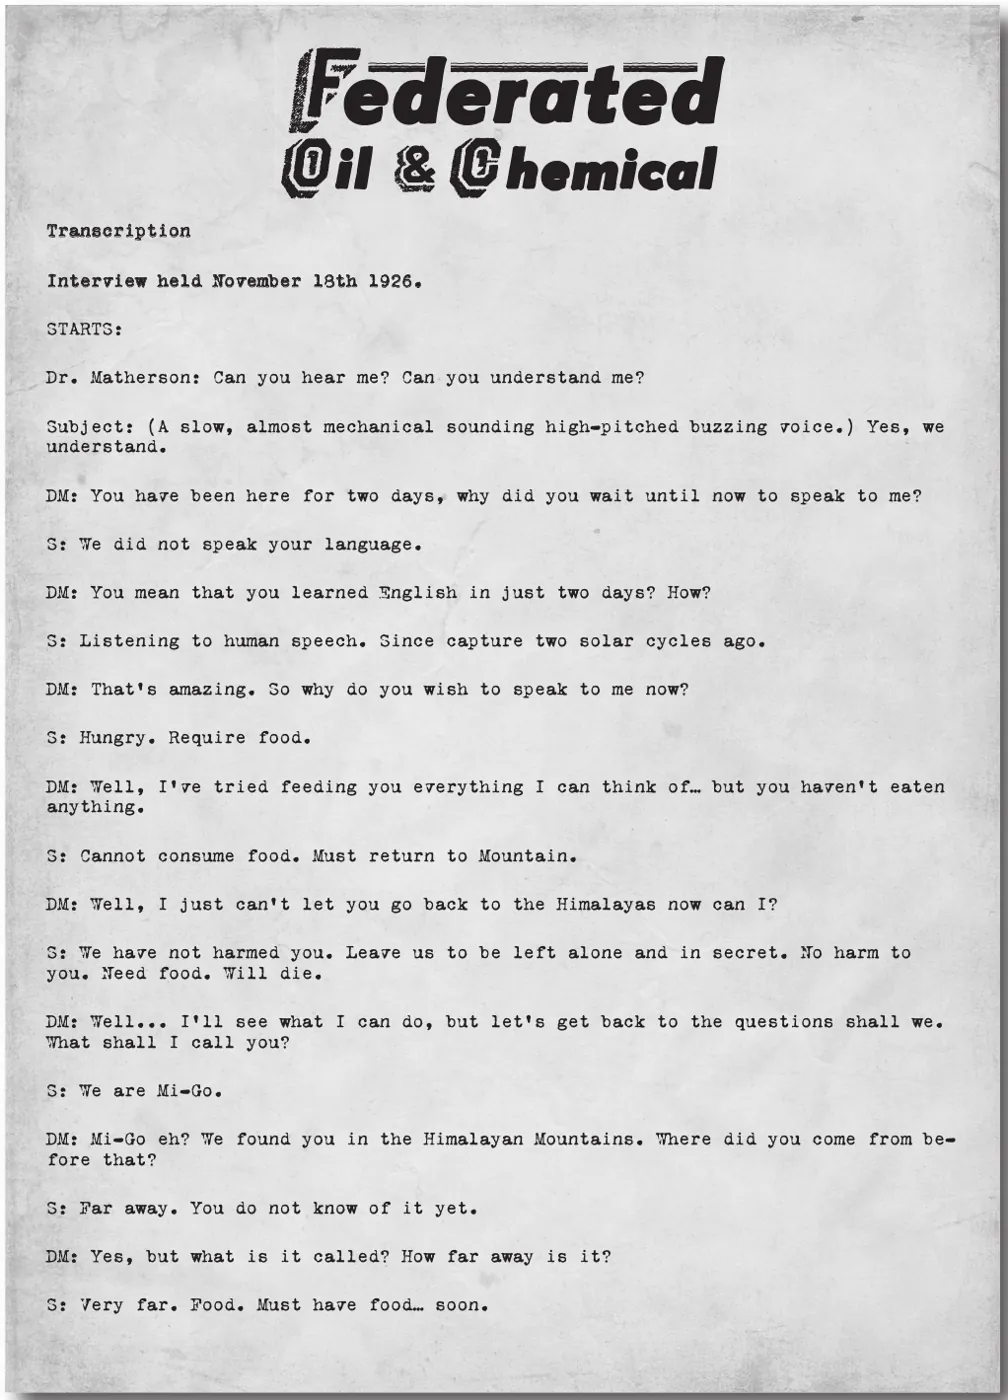 Federated
Oil & Chemical
Transcription
Interview held November 18th 1926.
STARTS:
Dr. Matherson: Can you hear me? Can you understand me?
Subject: (A slow, almost mechanical sounding high-pitched buzzing voice.) Yes, we
understand.
DM: You have been here for two days, why did you wait until now to speak to me?
S: We did not speak your language.
DM: You mean that you learned English in just two days? How?
S: Listening to human speech. Since capture two solar cycles ago.
DM: That's amazing. So why do you wish to speak to me now?
S: Hungry. Require food.
DM: Well, I've tried feeding you everything I can think of… but you haven't eaten
anything.
S: Cannot consume food. Must return to Mountain.
DM: Well, I just can't let you go back to the Himalayas now can I?
S: We have not harmed you. Leave us to be left alone and in secret. No harm to
you. Need food. Will die.
DM: Well... I'll see what I can do, but let's get back to the questions shall we.
What shall I call you?
S: We are Mi-Go.
DM: Mi-Go eh? We found you in the Himalayan Mountains. Where did you come from be-
fore that?
S: Far away. You do not know of it yet.
DM: Yes, but what is it called? How far away is it?
S: Very far. Food. Must have food… soon.